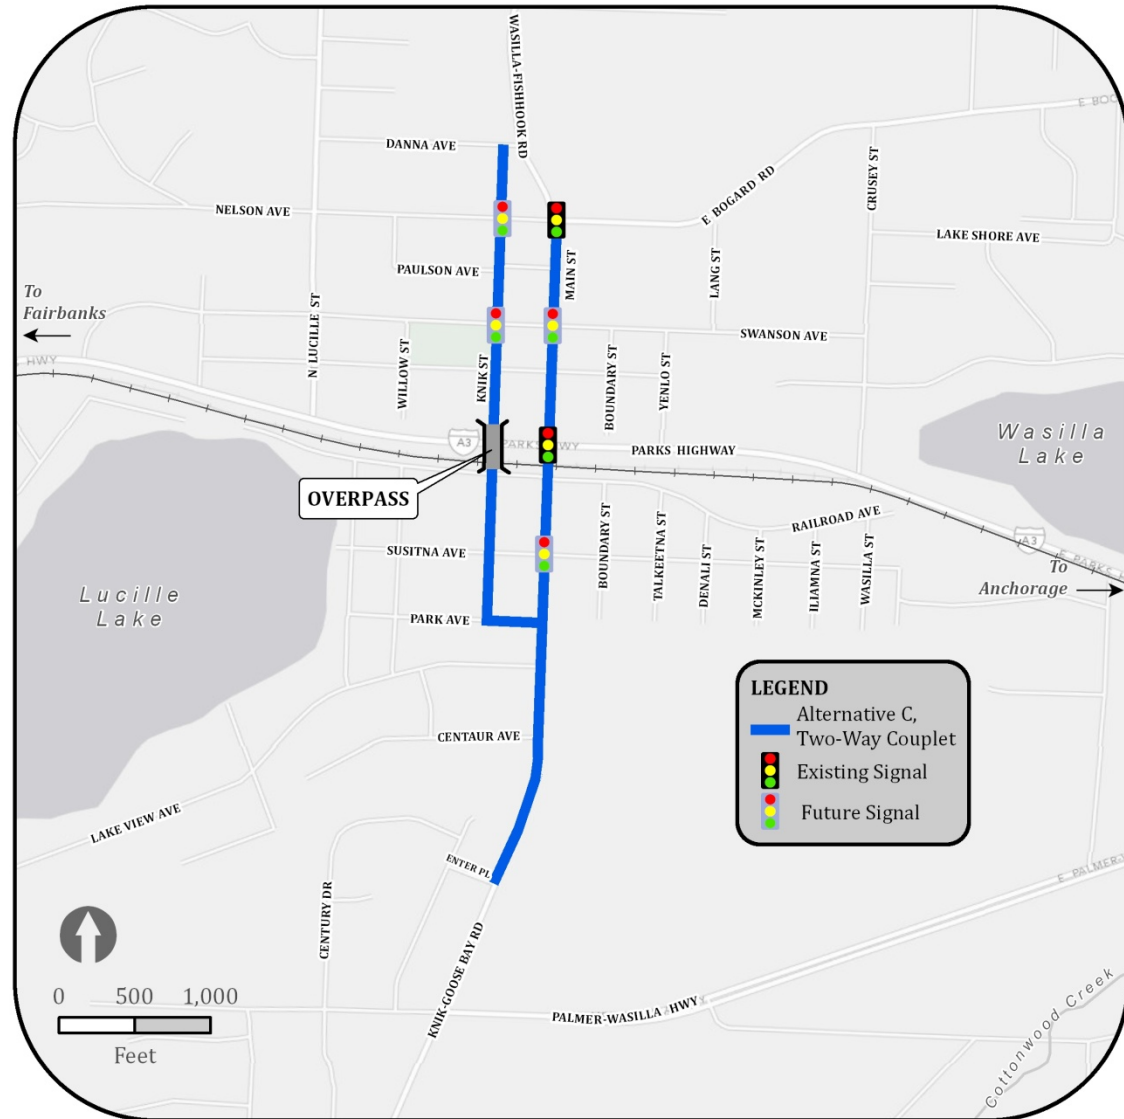 WASILLA-FISHHOOK RD
E BOG
DANNA AVE
CRUSEY ST
E BOGARD RD
NELSON AVE
LAKE SHORE AVE
PAULSON AVE
MAIN ST
LANG ST
To
Fairbanks
N LUCILLE ST
SWANSON AVE
WILLOW ST
KNIK ST
BOUNDARY ST
YENLO ST
HWY
A3
PARKS HWY
PARKS HIGHWAY
Wasilla
Lake
OVERPASS
RAILROAD AVE
A3
E PARKS H
SUSITNA AVE
BOUNDARY ST
TALKEETNA ST
DENALI ST
MCKINLEY ST
ILIAMNA ST
WASILLA ST
To
Anchorage
Lucille
Lake
PARK AVE
LEGEND
Alternative C,
Two-Way Couplet
Existing Signal
Future Signal
CENTAUR AVE
LAKE VIEW AVE
ENTER PL
E PALMER-
CENTURY DR
KNIK-GOOSE BAY RD
0 500 1,000
Feet
PALMER-WASILLA HWY
Cottonwood Creek